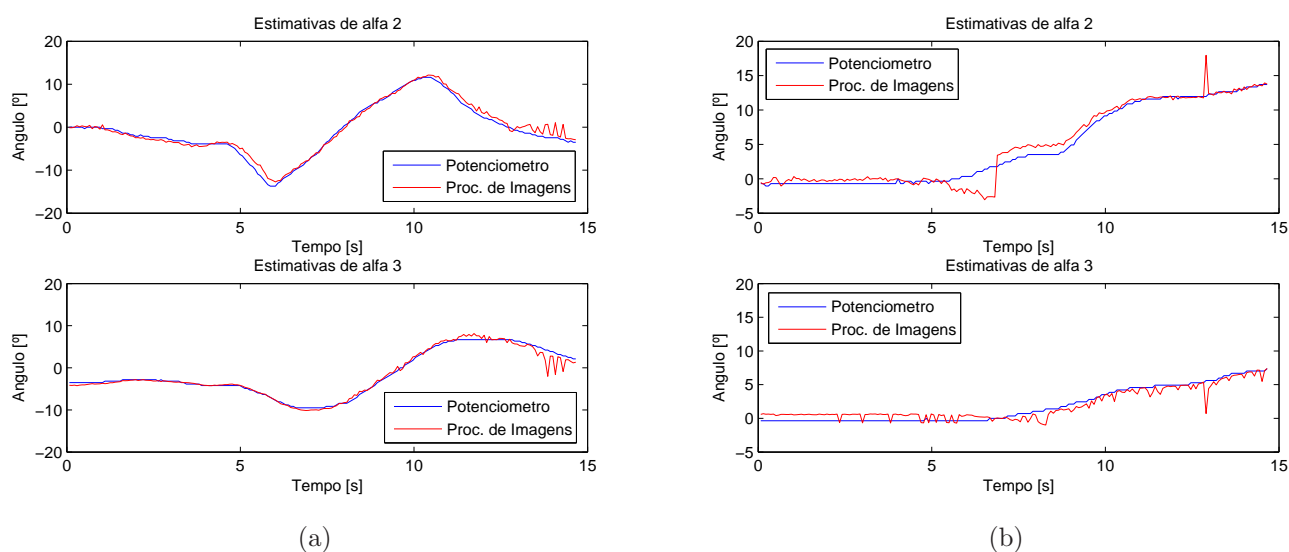 Estimativas de alfa 2
20
10
0
−10
−20
Angulo [º]
Potenciometro
Proc. de Imagens
0
5
10
15
Tempo [s]
Estimativas de alfa 3
20
10
0
−10
−20
Angulo [º]
Potenciometro
Proc. de Imagens
0
5
10
15
Tempo [s]
(a)
Estimativas de alfa 2
20
15
10
5
0
−5
Angulo [º]
Potenciometro
Proc. de Imagens
0
5
10
15
Tempo [s]
Estimativas de alfa 3
20
15
10
5
0
−5
Angulo [º]
Potenciometro
Proc. de Imagens
0
5
10
15
Tempo [s]
(b)